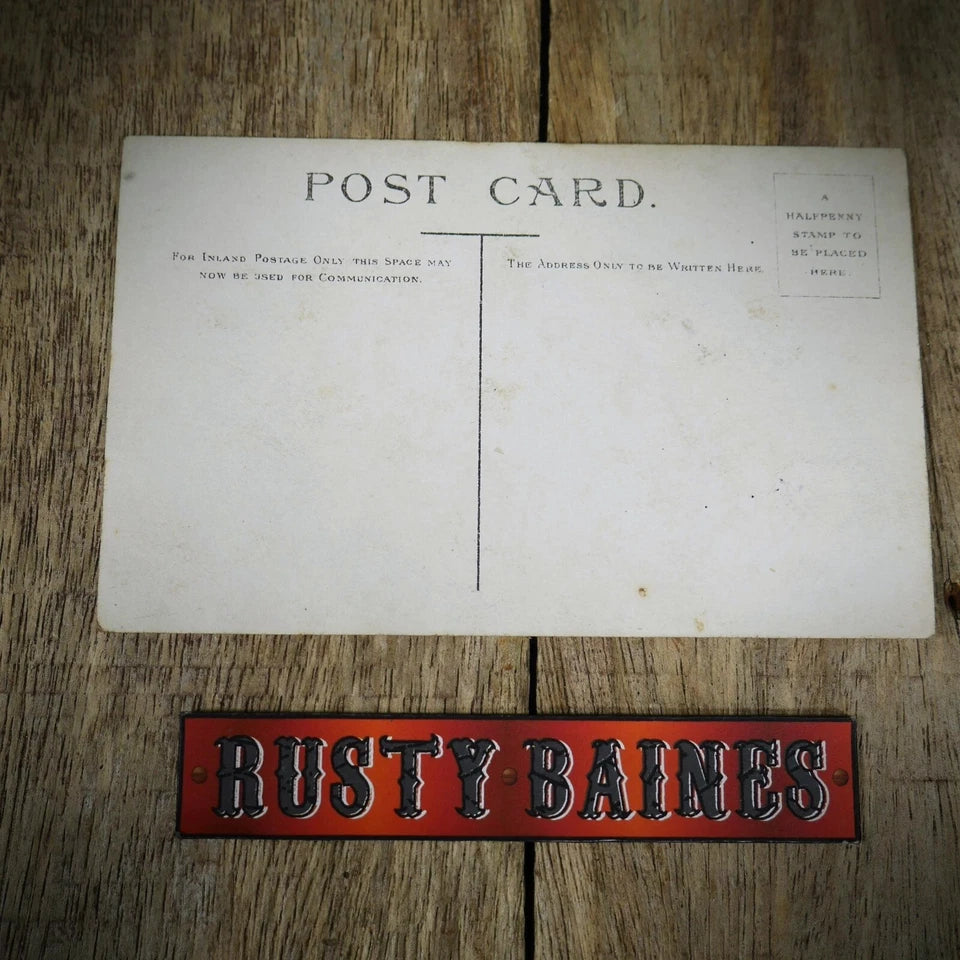 POST CARD.
FOR INLAND POSTAGE ONLY THIS SPACE MAY
NOW BE USED FOR COMMUNICATION.
THE ADDRESS ONLY TO BE WRITTEN HERE.
A
HALFPENNY
STAMP TO
BE PLACED
HERE.
RUSTY BAINES